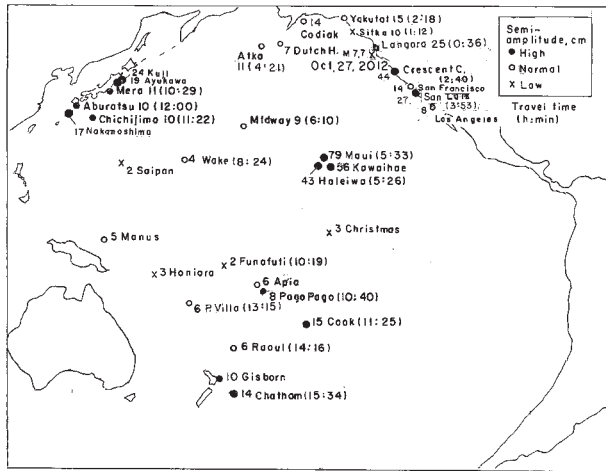 14
Codiak
Yakutat 15 (2:18)
Sitka 10 (1:12)
Langara 25 (0:36)
7 Dutch H.
M 7.7
Atka
11 (4:21)
Oct, 27, 2012
44
Crescent C.
(2:40)
14
San Francisco
27
San Luis
8
(3:53)
Los Angeles
Semi-
amplitude, cm
High
Normal
Law
Travel time
(h:min)
24 Kuji
19 Ayukawa
Mera 11 (10:29)
Aburatsu 10 (12:00)
Chichijimo 10 (11:22)
17 Nakanoshima
Midway 9 (6:10)
4 Wake (8:24)
2 Saipan
79 Maui (5:33)
56 Kawaihae
43 Haleiwa (5:26)
3 Christmas
5 Manus
2 Funafuti (10:19)
3 Honiara
6 Apia
8 Pago Pago (10:40)
6 P. Villa (13:15)
15 Cook (11:25)
6 Raoul (14:16)
10 Gisborn
14 Chatham (15:34)